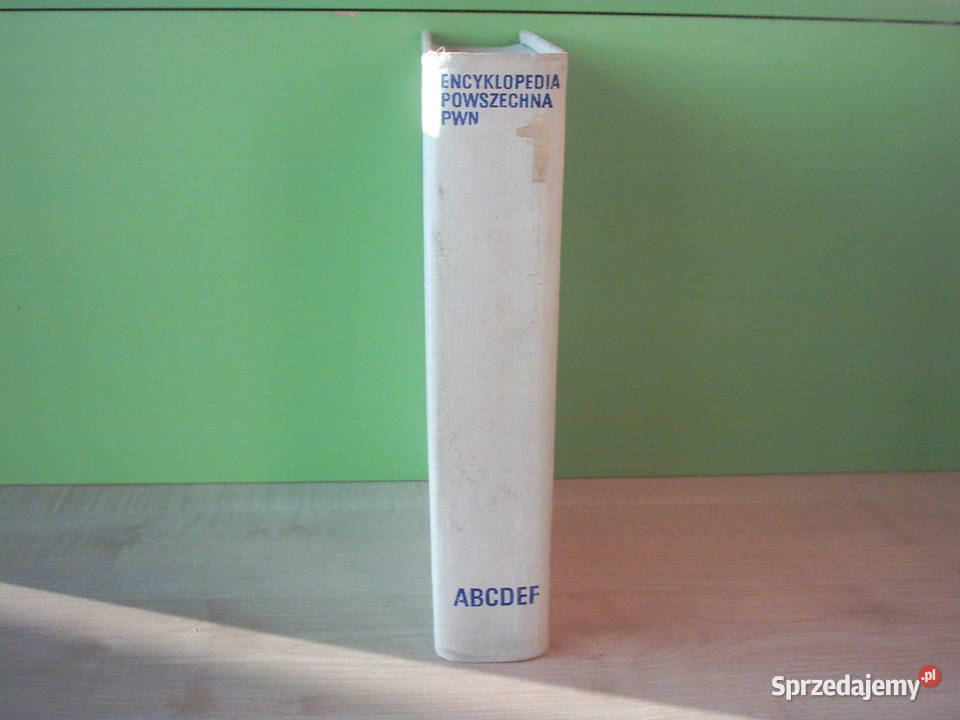 ENCYKLOPEDIA
POWSZECHNA
PWN
1
ABCDEF
Sprzedajemy.pl